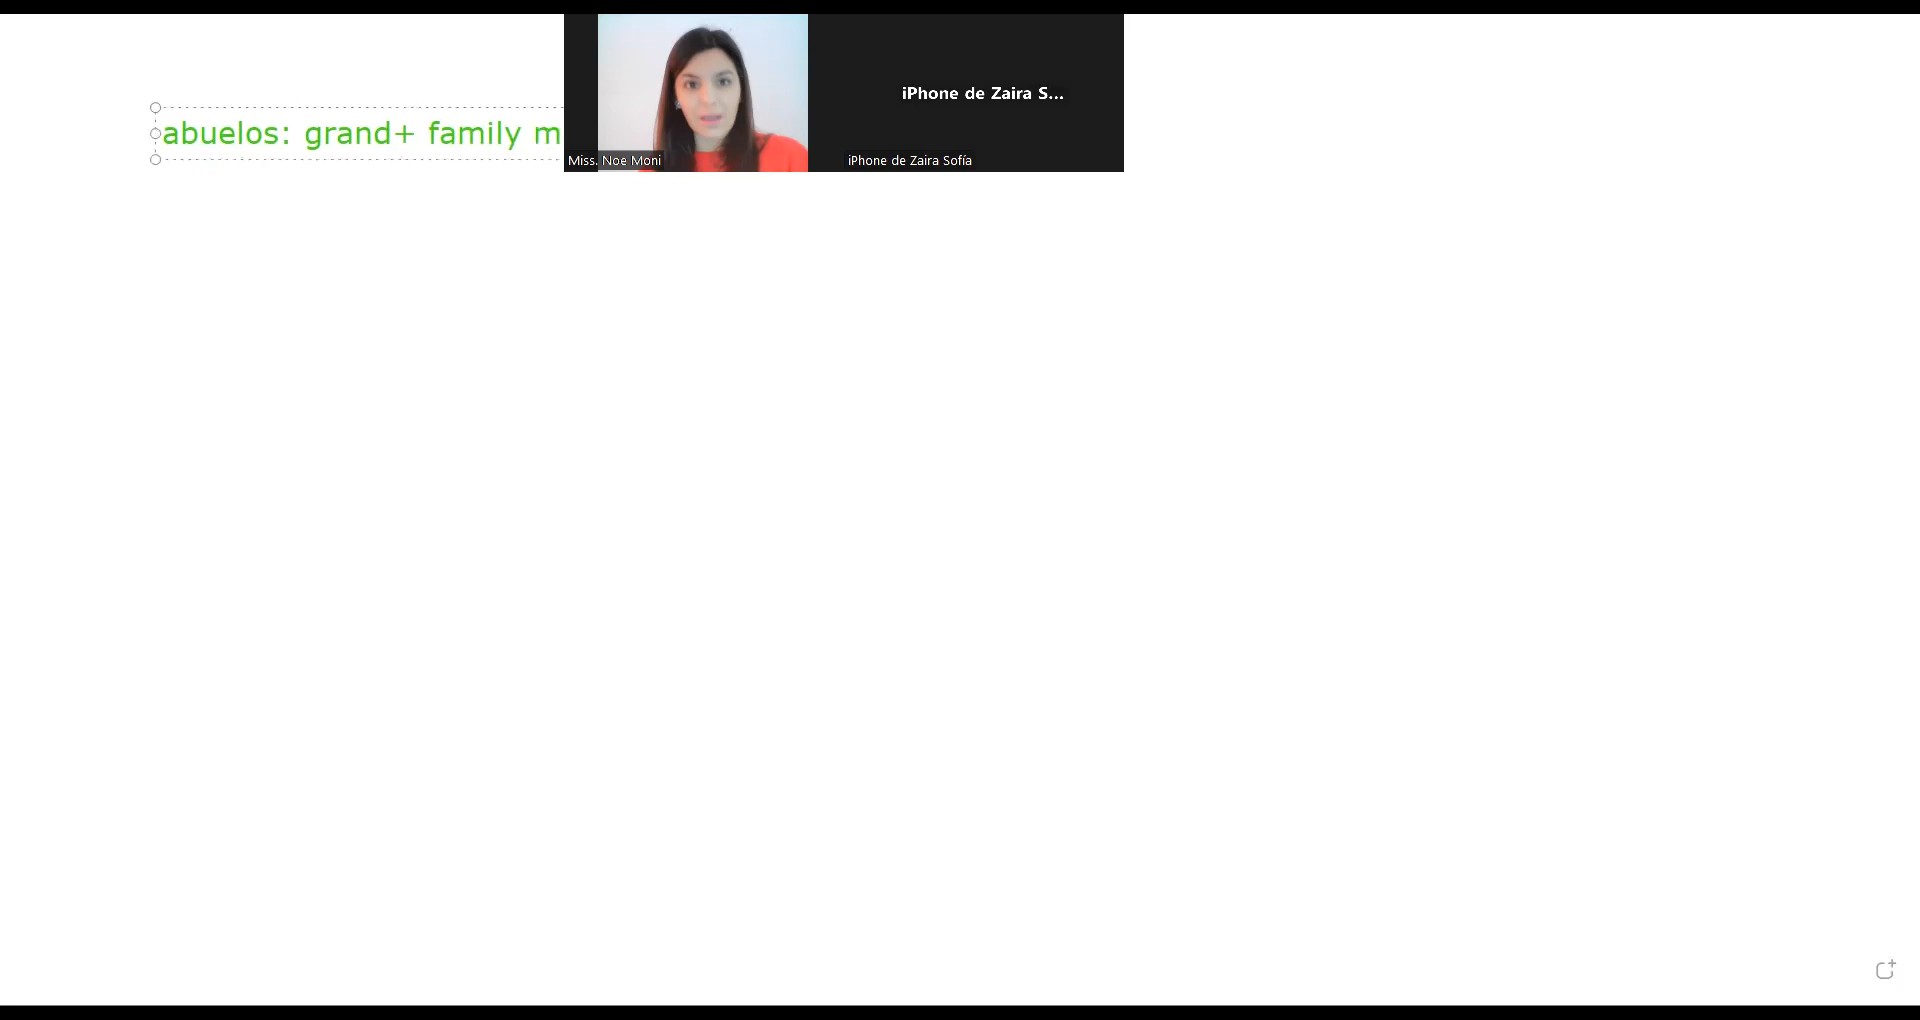 iPhone de Zaira S...
abuelos: grand+ family m
Miss. Noe Moni
iPhone de Zaira Sofía